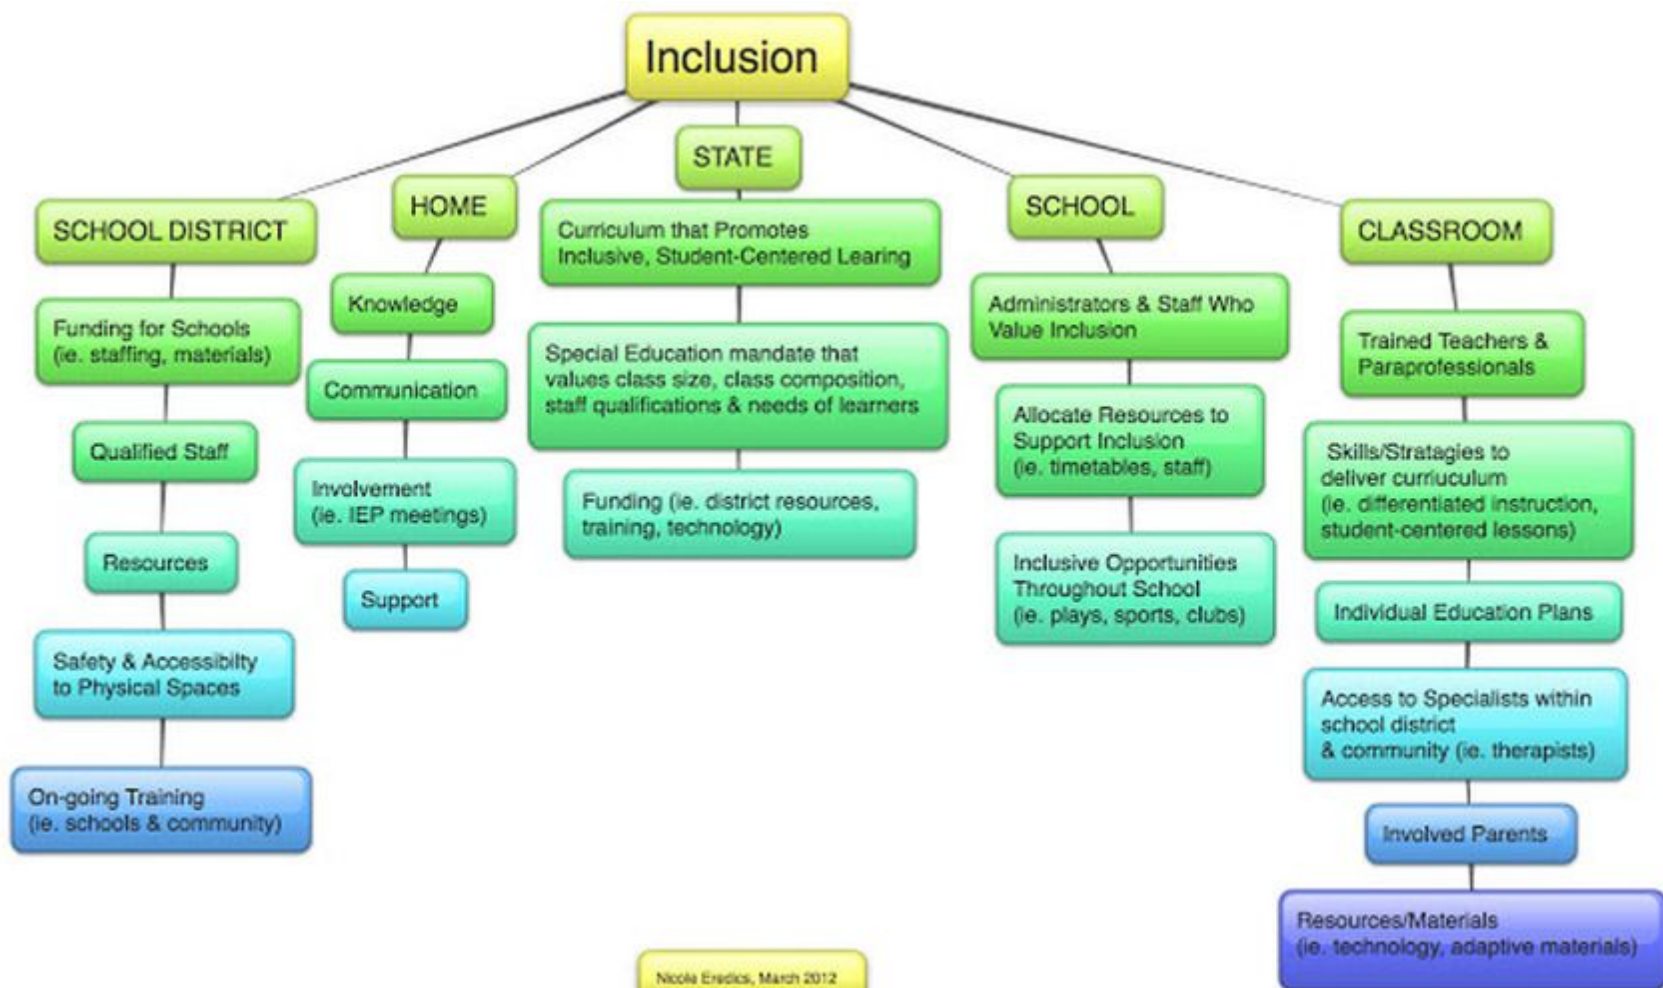 Inclusion
SCHOOL DISTRICT
Funding for Schools
(ie. staffing, materials)
Qualified Staff
Resources
Safety & Accessibilty
to Physical Spaces
On-going Training
(ie. schools & community)
HOME
Knowledge
Communication
Involvement
(ie. IEP meetings)
Support
STATE
Curriculum that Promotes
Inclusive, Student-Centered Learing
Special Education mandate that
values class size, class composition,
staff qualifications & needs of learners
Funding (ie. district resources,
training, technology)
SCHOOL
Administrators & Staff Who
Value Inclusion
Allocate Resources to
Support Inclusion
(ie. timetables, staff)
Inclusive Opportunities
Throughout School
(ie. plays, sports, clubs)
CLASSROOM
Trained Teachers &
Paraprofessionals
Skills/Stratagies to
deliver curriuculum
(ie. differentiated instruction,
student-centered lessons)
Individual Education Plans
Access to Specialists within
school district
& community (ie. therapists)
Involved Parents
Resources/Materials
(ie. technology, adaptive materials)
Nicole Eredics, March 2012